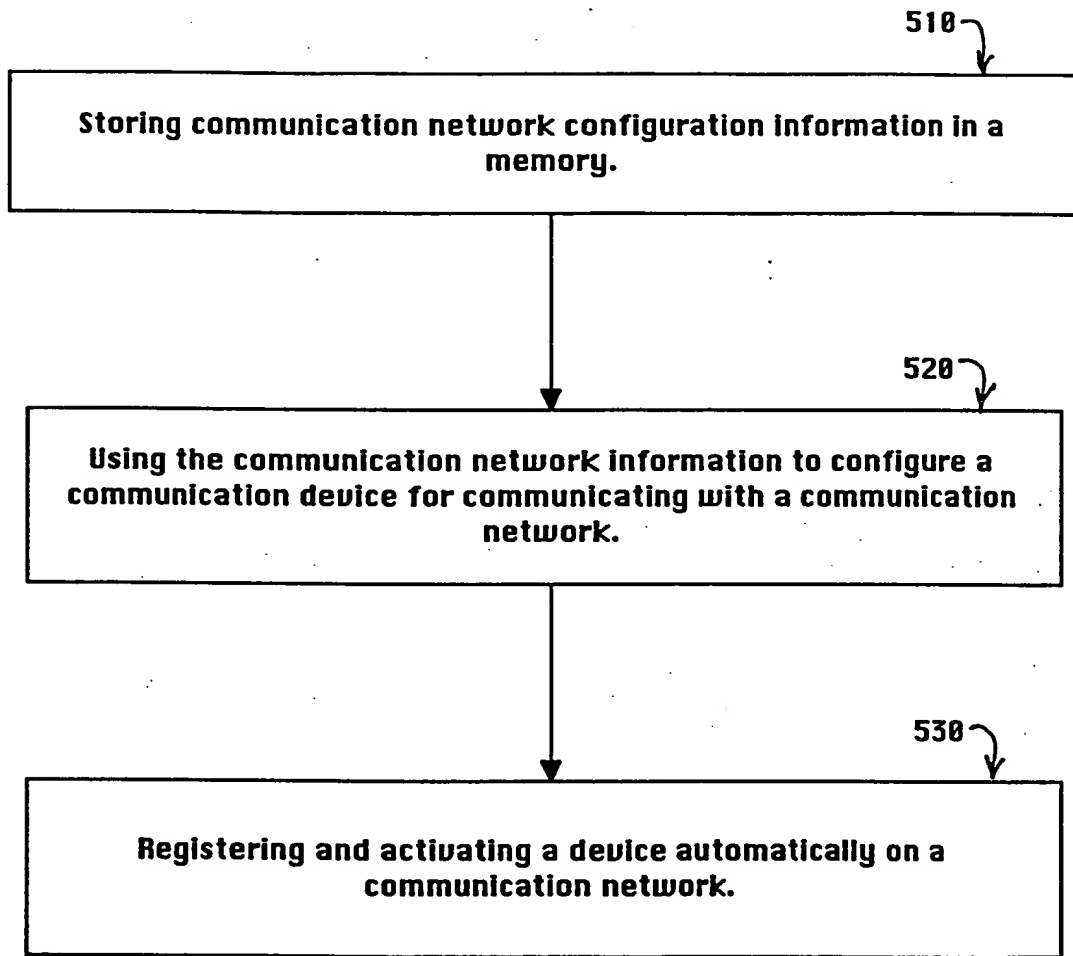 510
Storing communication network configuration information in a
memory.
520
Using the communication network information to configure a
communication device for communicating with a communication
network.
530
Registering and activating a device automatically on a
communication network.